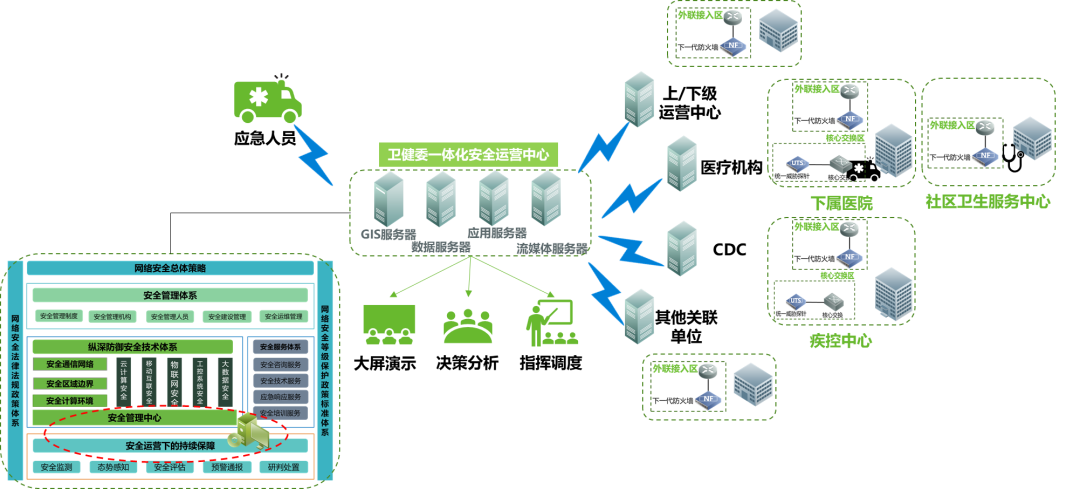 外联接入区
下一代防火墙
NF
应急人员
卫健委一体化安全运营中心
GIS服务器
数据服务器
应用服务器
流媒体服务器
大屏演示
决策分析
指挥调度
上/下级
运营中心
医疗机构
CDC
其他关联
单位
外联接入区
下一代防火墙
NF
核心交换区
UTS
统一威胁探针
核心交换
下属医院
外联接入区
下一代防火墙
NF
社区卫生服务中心
外联接入区
下一代防火墙
NF
核心交换区
UTS
统一威胁探针
核心交换
疾控中心
外联接入区
下一代防火墙
NF
网络安全法律法规政策体系
网络安全总体策略
安全管理体系
安全管理制度
安全管理机构
安全管理人员
安全建设管理
安全运维管理
纵深防御安全技术体系
安全通信网络
安全区域边界
安全计算环境
云计算安全
移动互联安全
物联网安全
工控系统安全
大数据安全
安全管理中心
安全服务体系
安全咨询服务
安全技术服务
应急响应服务
安全培训服务
安全运营下的持续保障
安全监测
态势感知
安全评估
预警通报
研判处置
网络安全等级保护政策标准体系